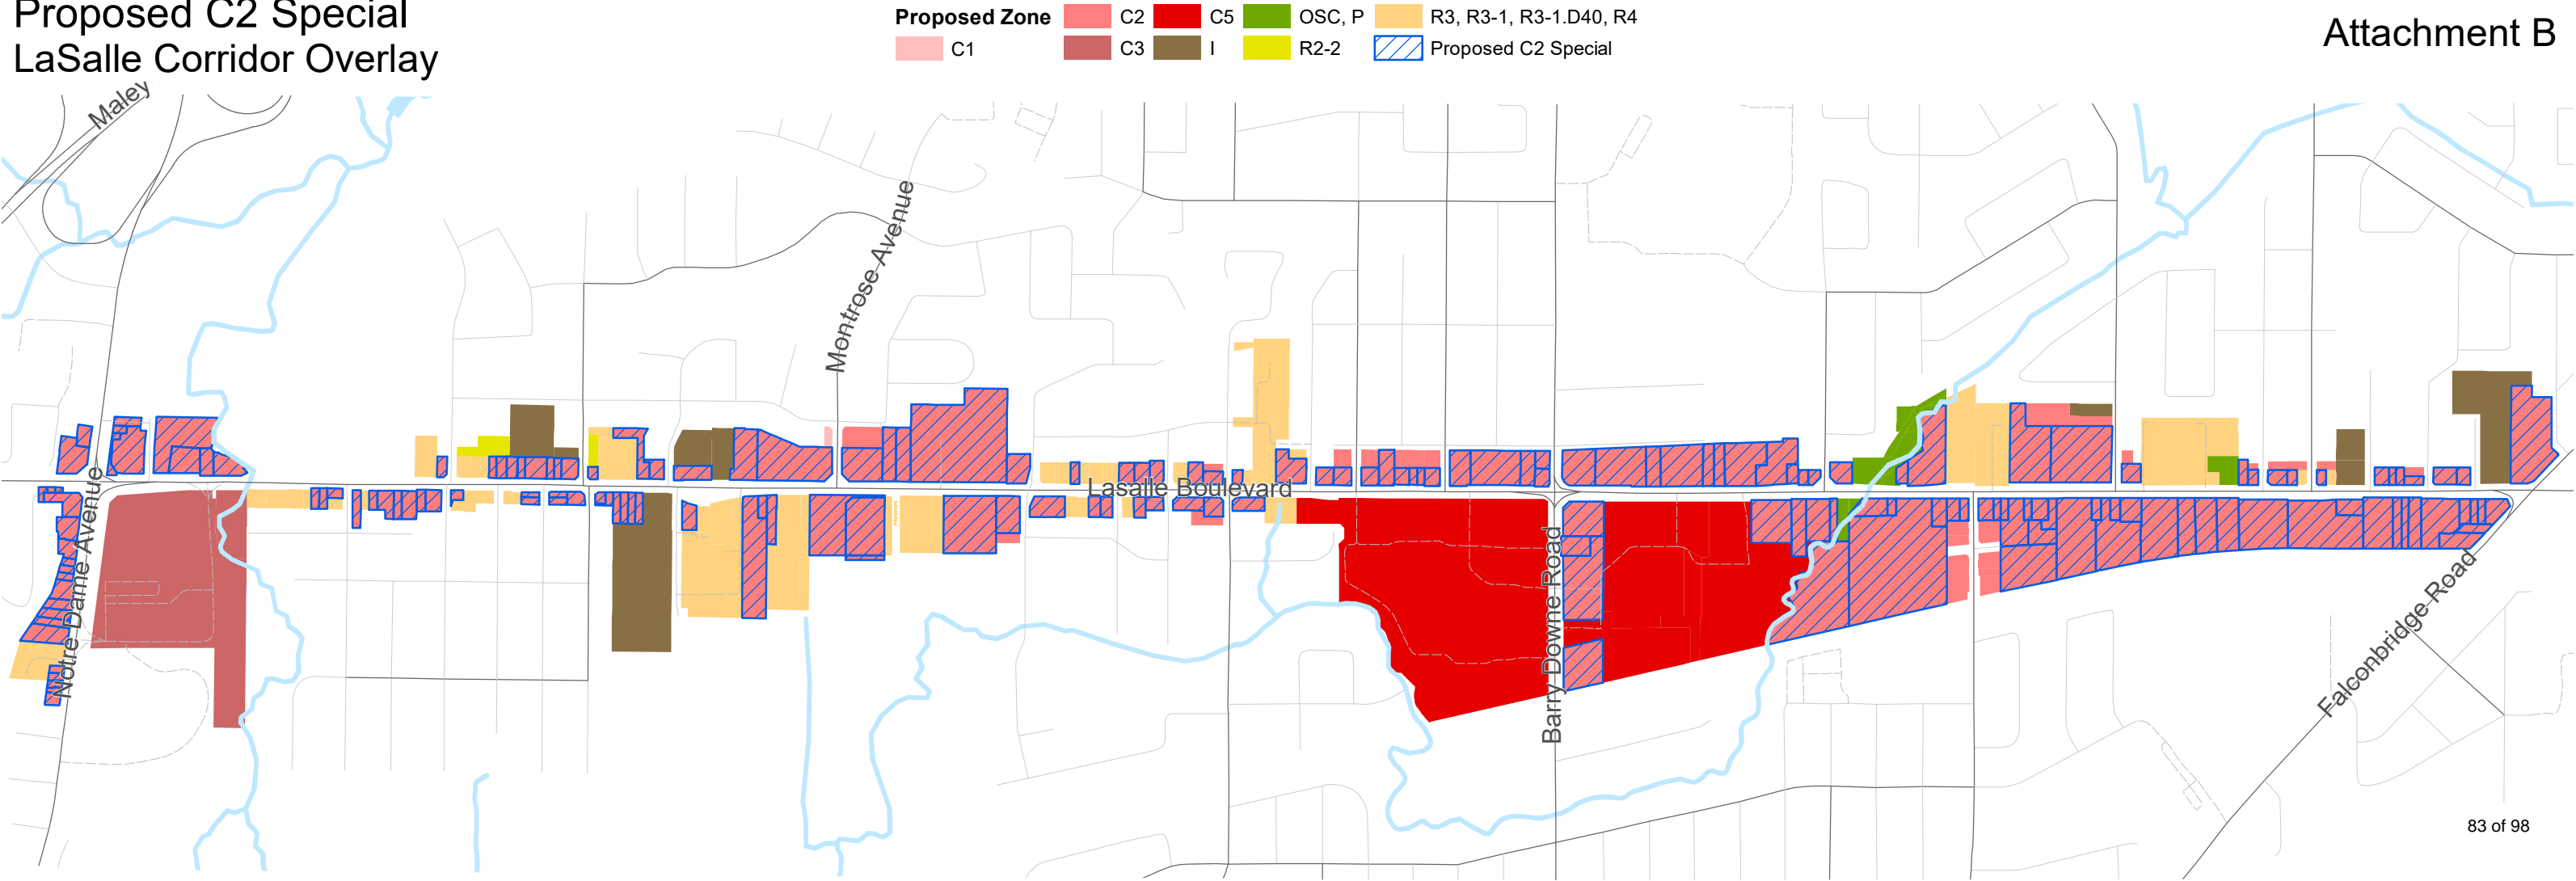 Proposed C2 Special
LaSalle Corridor Overlay
Proposed Zone
C1
C2
C3
C5
I
OSC, P
R2-2
R3, R3-1, R3-1.D40, R4
Proposed C2 Special
Attachment B
Maley
Montrose Avenue
Lasalle Boulevard
Notre Dame Avenue
Barry Downe Road
Falconbridge Road
83 of 98